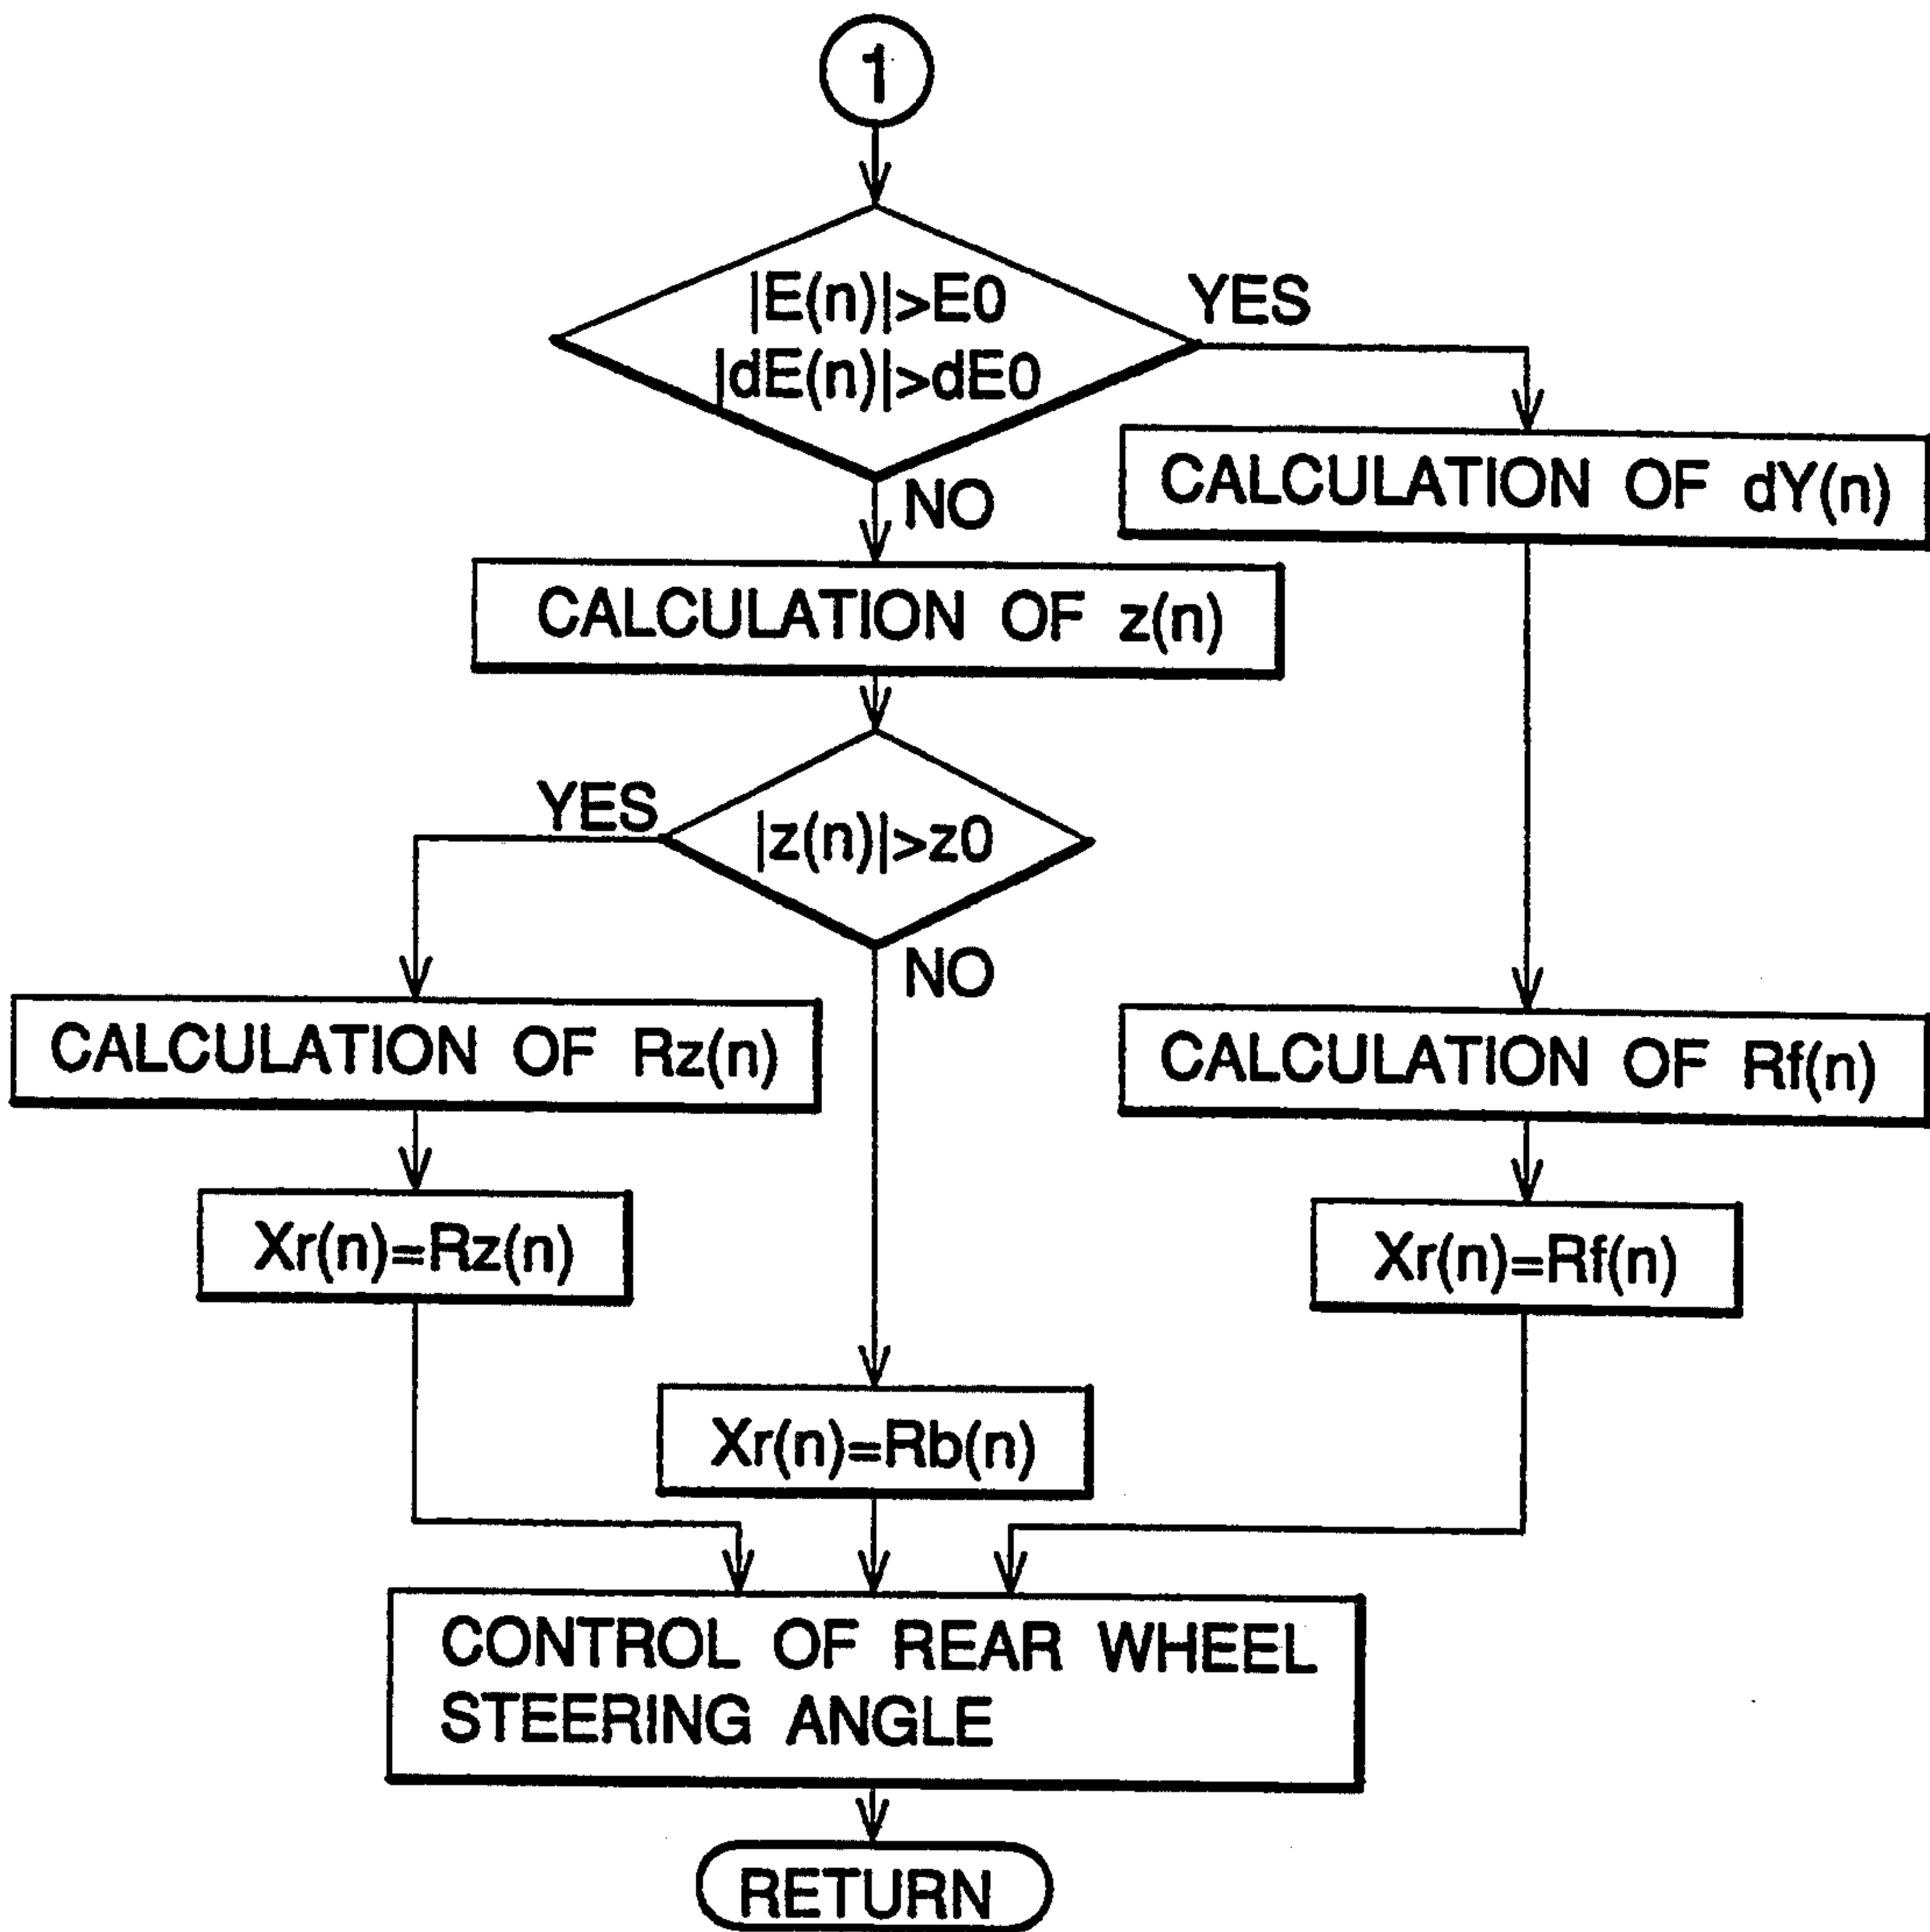 1
|E(n)|>E0
|dE(n)|>dE0
YES
CALCULATION OF dY(n)
NO
CALCULATION OF z(n)
YES
|z(n)|>z0
NO
CALCULATION OF Rz(n)
CALCULATION OF Rf(n)
Xr(n)=Rz(n)
Xr(n)=Rf(n)
Xr(n)=Rb(n)
CONTROL OF REAR WHEEL
STEERING ANGLE
RETURN